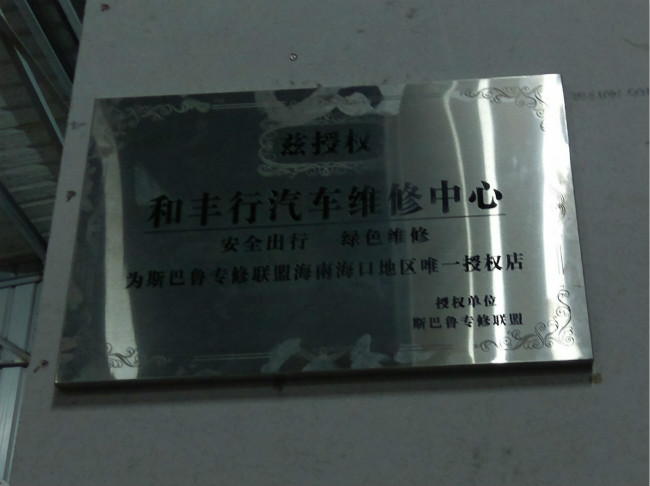 兹授权
和丰行汽车维修中心
安全出行 绿色维修
为斯巴鲁专修联盟海南海口地区唯一授权店
授权单位
斯巴鲁专修联盟